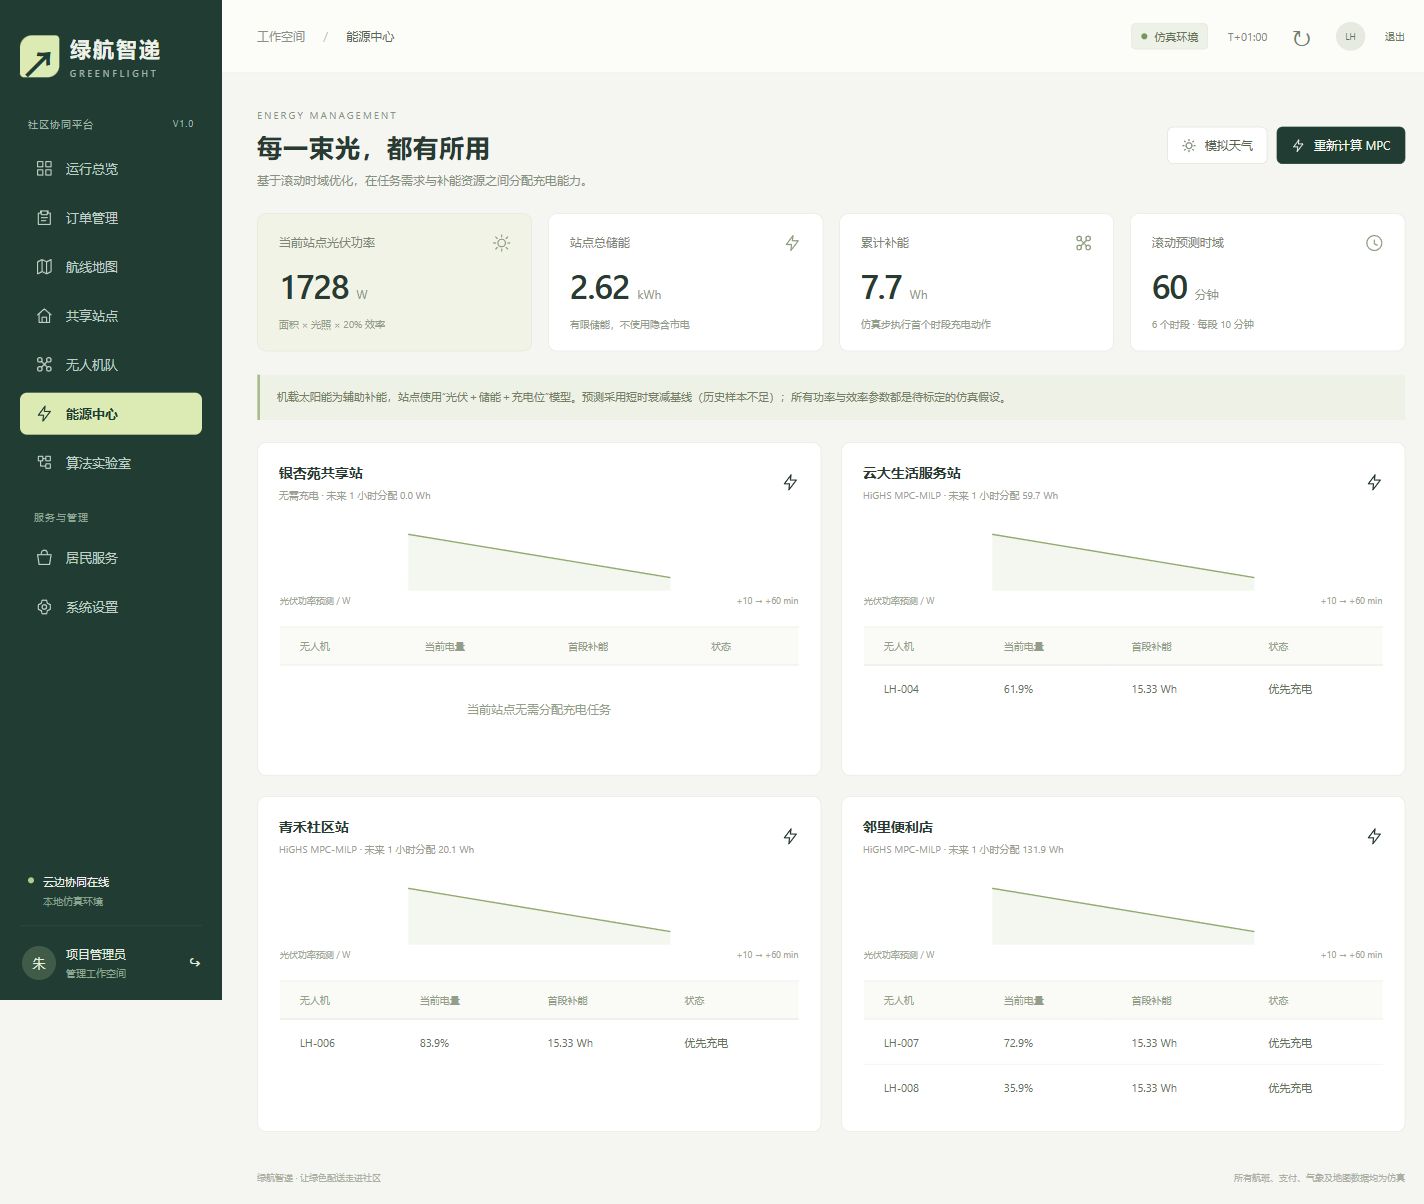 绿航智递
GREENFLIGHT
社区协同平台 V1.0
运行总览
订单管理
航线地图
共享站点
无人机队
能源中心
算法实验室
服务与管理
居民服务
系统设置
云边协同在线
本地仿真环境
朱
项目管理员
管理工作空间
工作空间 / 能源中心
仿真环境 T+01:00 LH 退出
ENERGY MANAGEMENT
每一束光，都有所用
基于滚动时域优化，在任务需求与补能资源之间分配充电能力。
模拟天气
重新计算 MPC
当前站点光伏功率
1728 W
面积 × 光照 × 20% 效率
站点总储能
2.62 kWh
有限储能，不使用隐含市电
累计补能
7.7 Wh
仿真步执行首个时段充电动作
滚动预测时域
60 分钟
6 个时段 · 每段 10 分钟
机载太阳能为辅助补能，站点使用“光伏 + 储能 + 充电位”模型。预测采用短时衰减基线（历史样本不足）；所有功率与效率参数都是待标定的仿真假设。
银杏苑共享站
无需充电 · 未来 1 小时分配 0.0 Wh
光伏功率预测 / W +10 → +60 min
无人机 当前电量 首段补能 状态
当前站点无需分配充电任务
云大生活服务站
HiGHS MPC-MILP · 未来 1 小时分配 59.7 Wh
光伏功率预测 / W +10 → +60 min
无人机 当前电量 首段补能 状态
LH-004 61.9% 15.33 Wh 优先充电
青禾社区站
HiGHS MPC-MILP · 未来 1 小时分配 20.1 Wh
光伏功率预测 / W +10 → +60 min
无人机 当前电量 首段补能 状态
LH-006 83.9% 15.33 Wh 优先充电
邻里便利店
HiGHS MPC-MILP · 未来 1 小时分配 131.9 Wh
光伏功率预测 / W +10 → +60 min
无人机 当前电量 首段补能 状态
LH-007 72.9% 15.33 Wh 优先充电
LH-008 35.9% 15.33 Wh 优先充电
绿航智递 · 让绿色配送走进社区
所有航班、支付、气象及地图数据均为仿真